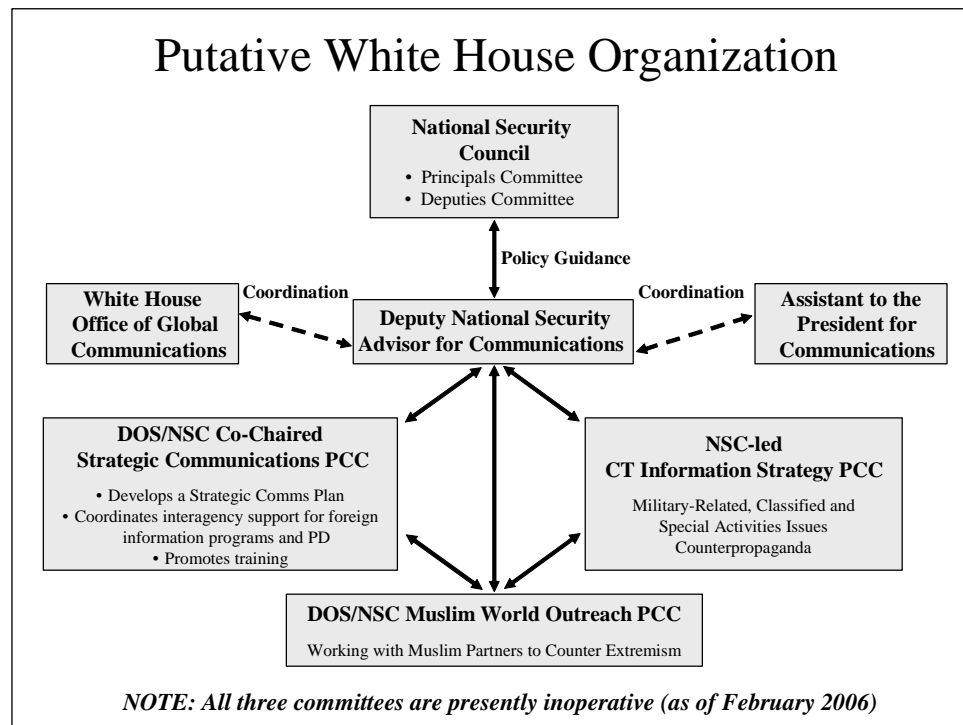 Putative White House Organization
National Security
Council
• Principals Committee
• Deputies Committee
Policy Guidance
White House
Office of Global
Communications
Coordination
Deputy National Security
Advisor for Communications
Coordination
Assistant to the
President for
Communications
DOS/NSC Co-Chaired
Strategic Communications PCC
• Develops a Strategic Comms Plan
• Coordinates interagency support for foreign
information programs and PD
• Promotes training
NSC-led
CT Information Strategy PCC
Military-Related, Classified and
Special Activities Issues
Counterpropaganda
DOS/NSC Muslim World Outreach PCC
Working with Muslim Partners to Counter Extremism
NOTE: All three committees are presently inoperative (as of February 2006)